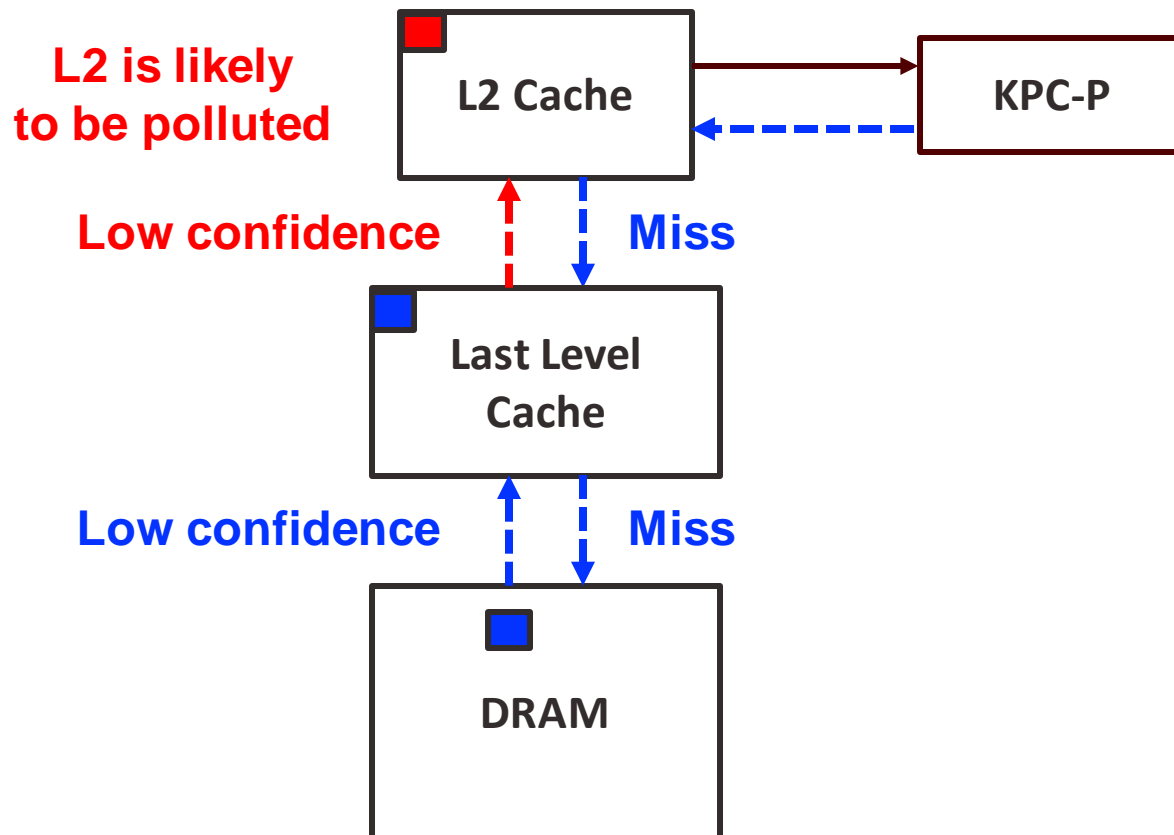 L2 is likely
to be polluted
L2 Cache
KPC-P
Low confidence
Miss
Last Level
Cache
Low confidence
Miss
DRAM